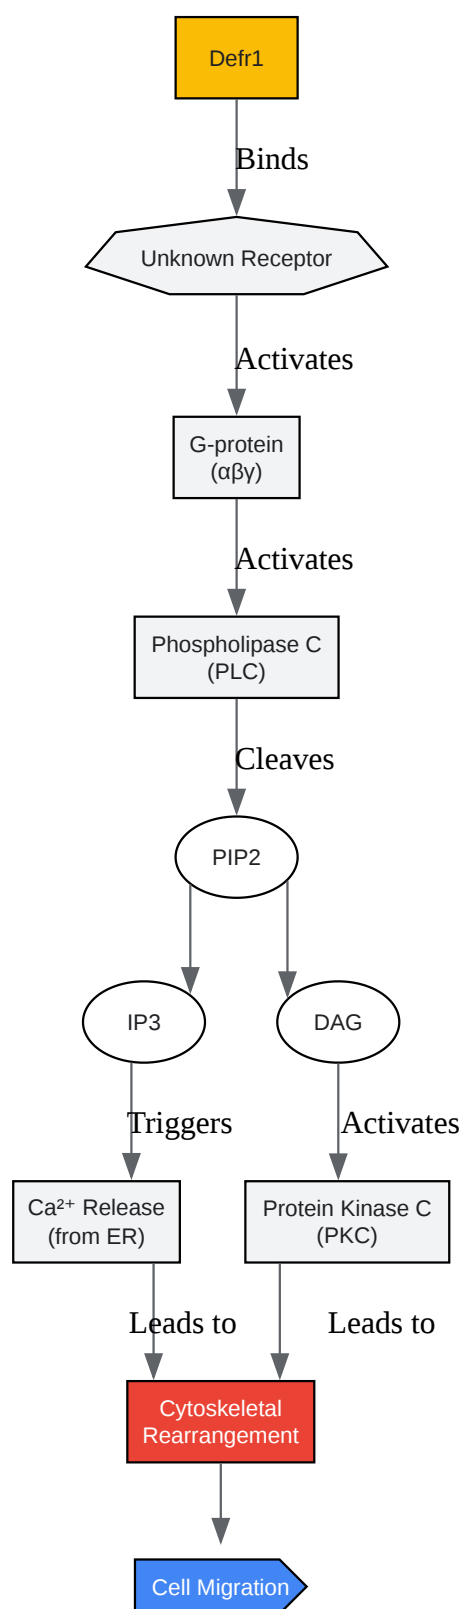 Defr1
Binds
Unknown Receptor
Activates
G-protein
(αβγ)
Activates
Phospholipase C
(PLC)
Cleaves
PIP2
IP3
DAG
Triggers
Activates
Ca²⁺ Release
(from ER)
Protein Kinase C
(PKC)
Leads to
Leads to
Cytoskeletal
Rearrangement
Cell Migration